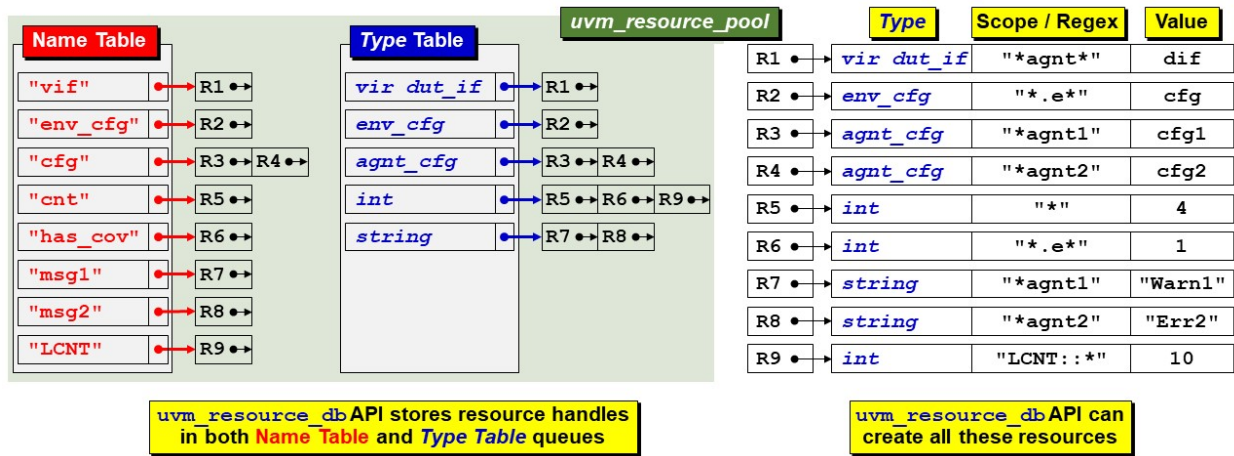 uvm_resource_pool
Name Table
"vif" R1
"env_cfg" R2
"cfg" R3 R4
"cnt" R5
"has_cov" R6
"msg1" R7
"msg2" R8
"LCNT" R9
Type Table
vir dut_if R1
env_cfg R2
agnt_cfg R3 R4
int R5 R6 R9
string R7 R8
Type Scope / Regex Value
R1 vir dut_if "*agnt*" dif
R2 env_cfg "*.e*" cfg
R3 agnt_cfg "*agnt1" cfg1
R4 agnt_cfg "*agnt2" cfg2
R5 int "*" 4
R6 int "*.e*" 1
R7 string "*agnt1" "Warn1"
R8 string "*agnt2" "Err2"
R9 int "LCNT::*" 10
uvm_resource_db API stores resource handles
in both Name Table and Type Table queues
uvm_resource_db API can
create all these resources